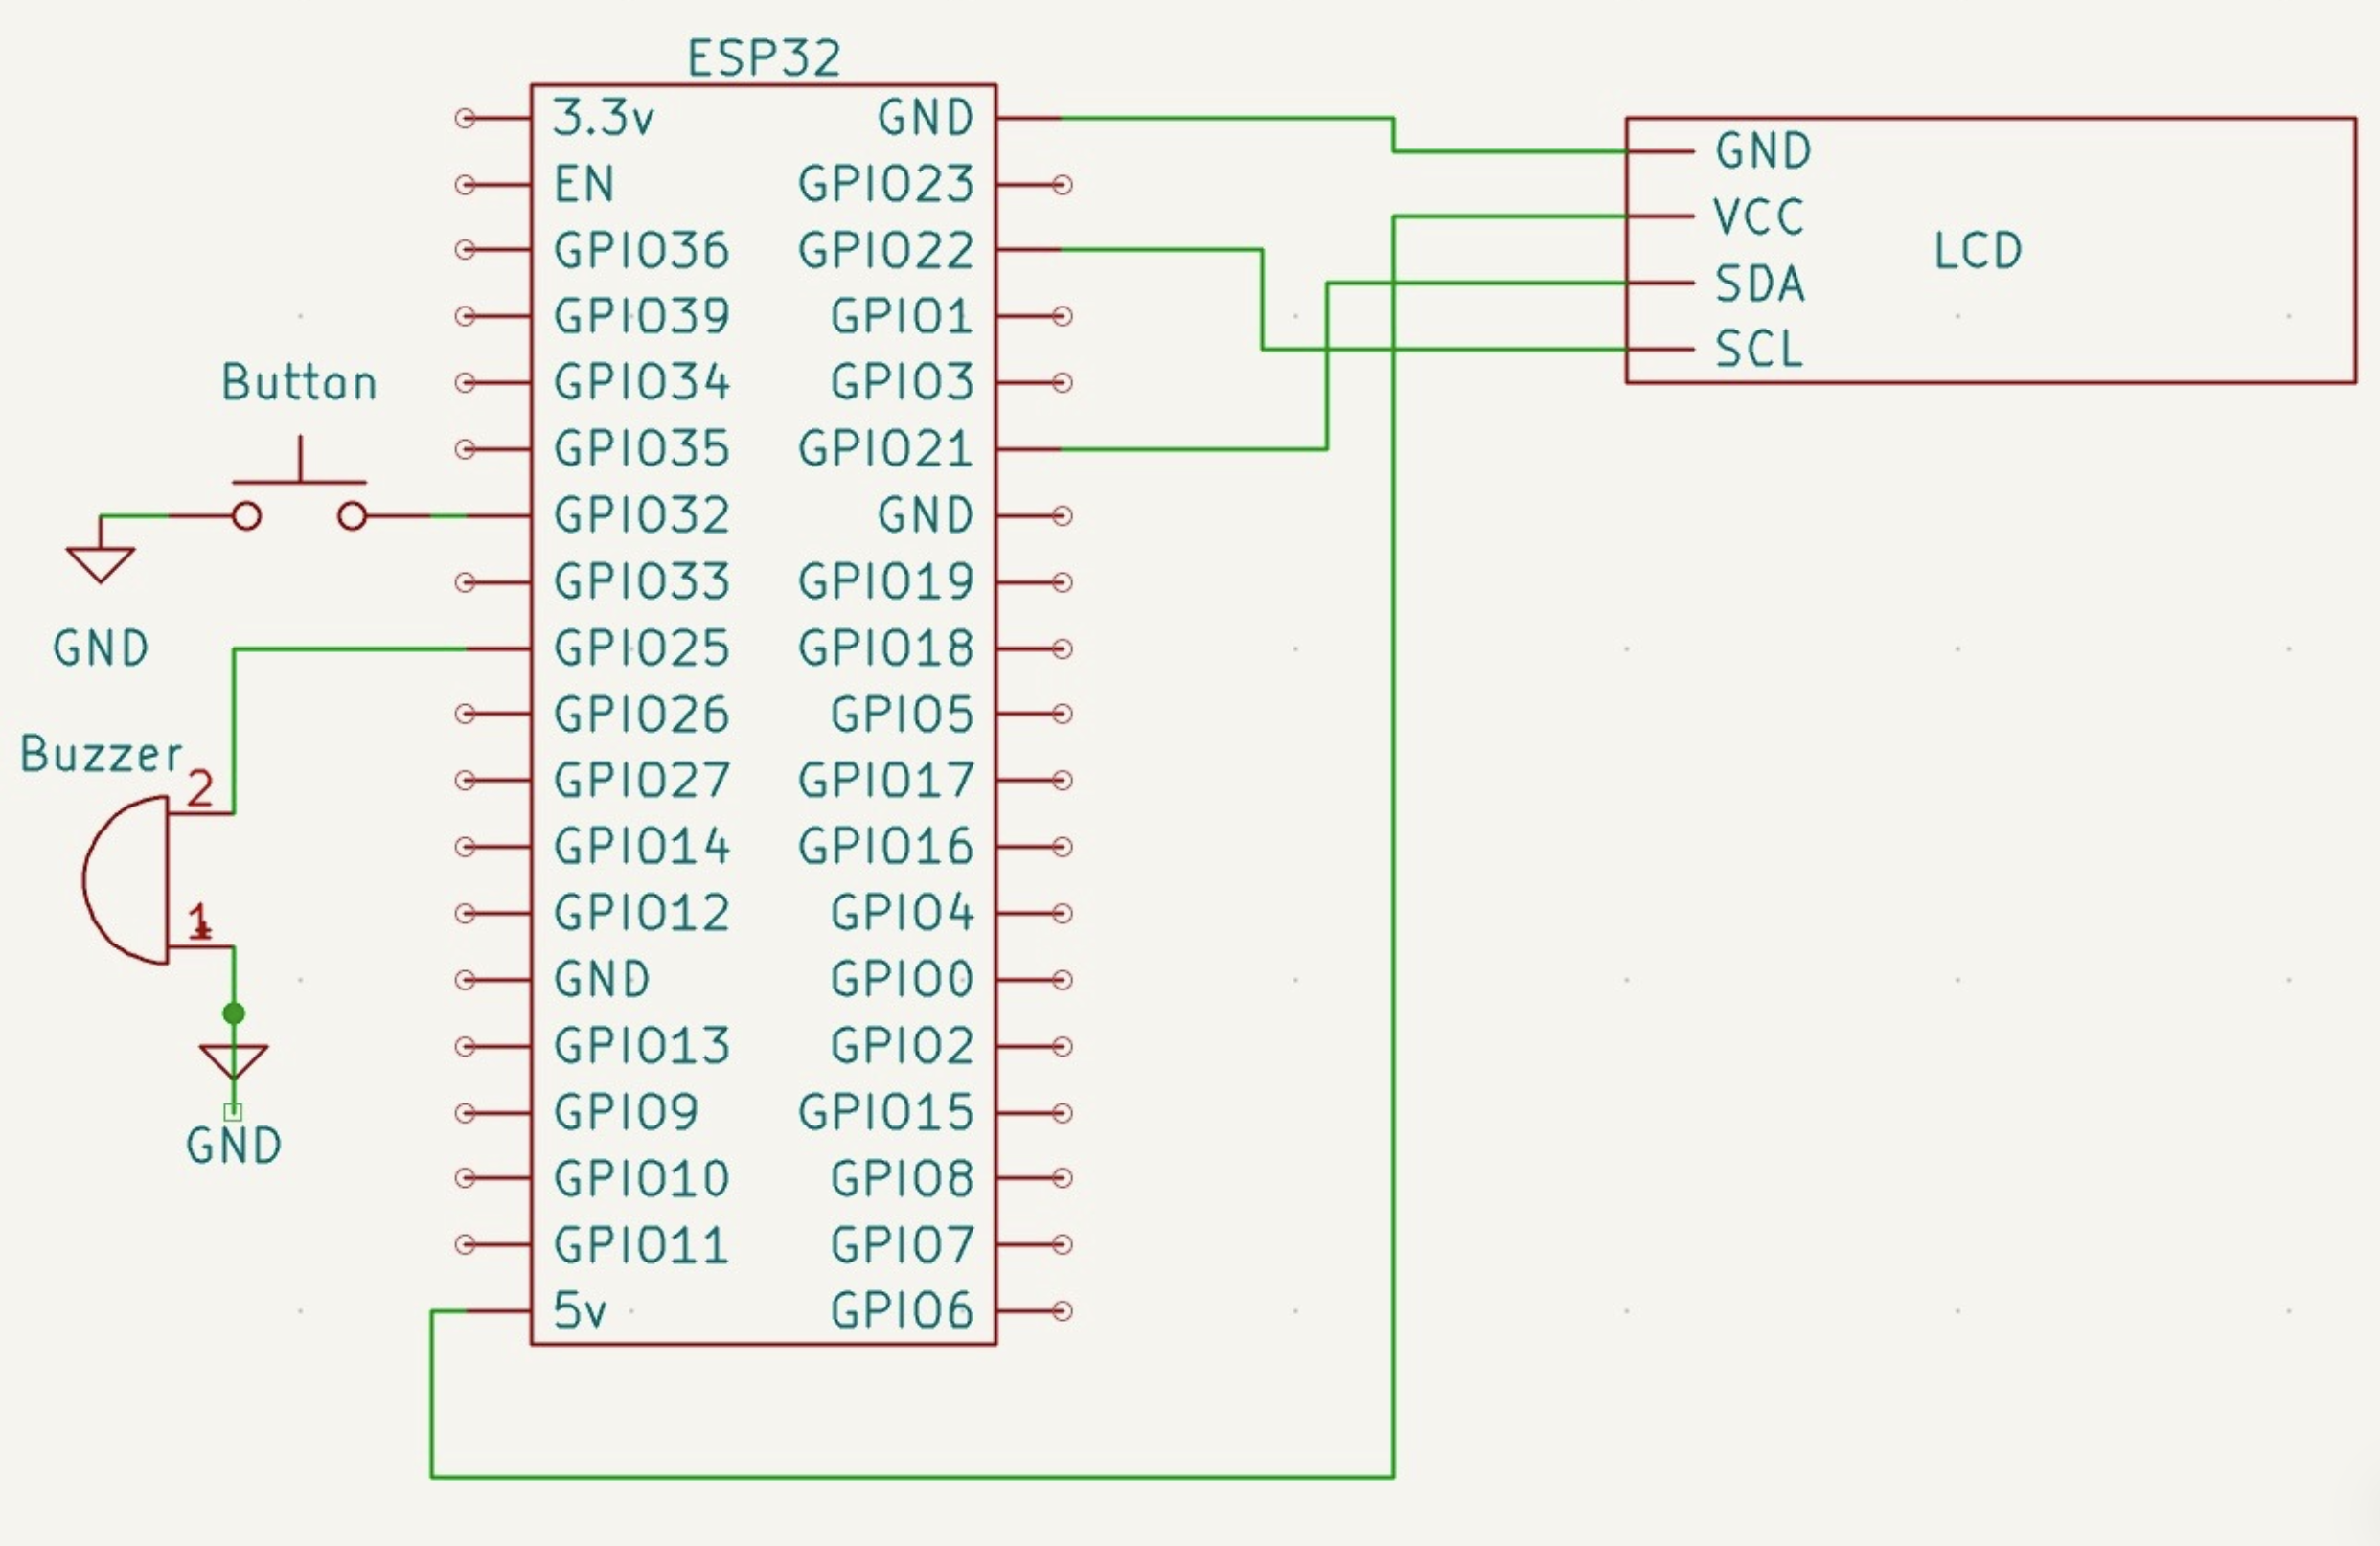 ESP32
3.3v GND
EN GPIO23
GPIO36 GPIO22
GPIO39 GPIO1
GPIO34 GPIO3
GPIO35 GPIO21
GPIO32 GND
GPIO33 GPIO19
GPIO25 GPIO18
GPIO26 GPIO5
GPIO27 GPIO17
GPIO14 GPIO16
GPIO12 GPIO4
GND GPIO0
GPIO13 GPIO2
GPIO9 GPIO15
GPIO10 GPIO8
GPIO11 GPIO7
5v GPIO6
Button
GND
Buzzer
2
1
GND
GND
VCC
SDA
SCL
LCD